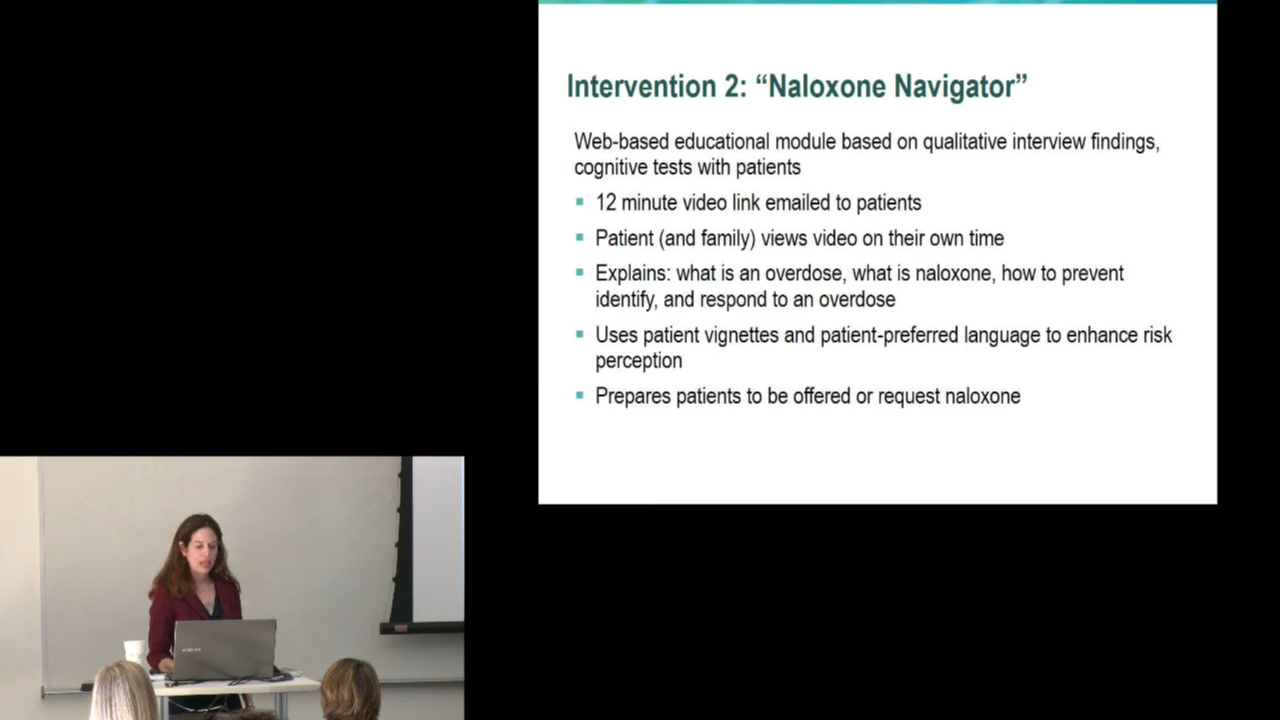 Intervention 2: “Naloxone Navigator”
Web-based educational module based on qualitative interview findings,
cognitive tests with patients
▪ 12 minute video link emailed to patients
▪ Patient (and family) views video on their own time
▪ Explains: what is an overdose, what is naloxone, how to prevent
identify, and respond to an overdose
▪ Uses patient vignettes and patient-preferred language to enhance risk
perception
▪ Prepares patients to be offered or request naloxone